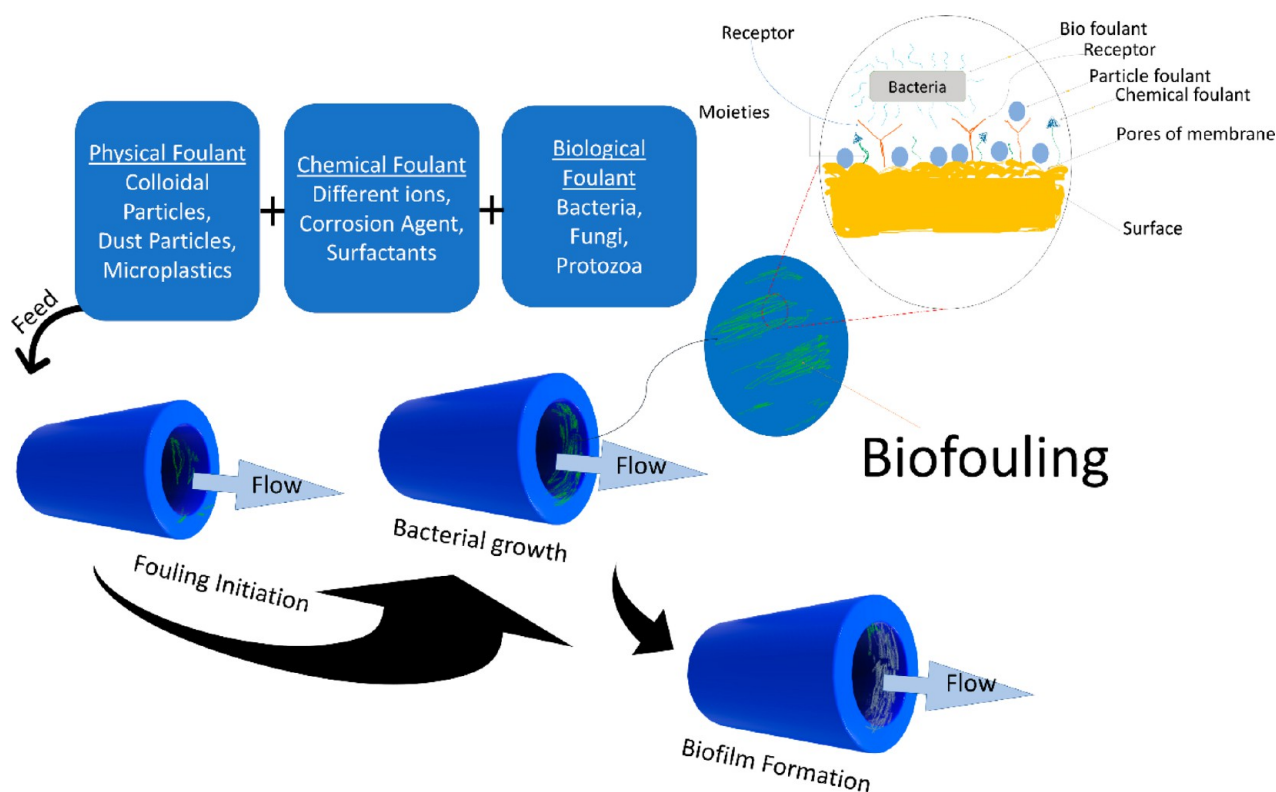 Physical Foulant
Colloidal
Particles,
Dust Particles,
Microplastics
+
Chemical Foulant
Different ions,
Corrosion Agent,
Surfactants
+
Biological
Foulant
Bacteria,
Fungi,
Protozoa
Receptor
Moieties
Bacteria
Bio foulant
Receptor
Particle foulant
Chemical foulant
Pores of membrane
Surface
Feed
Flow
Fouling Initiation
Flow
Bacterial growth
Biofouling
Flow
Biofilm Formation